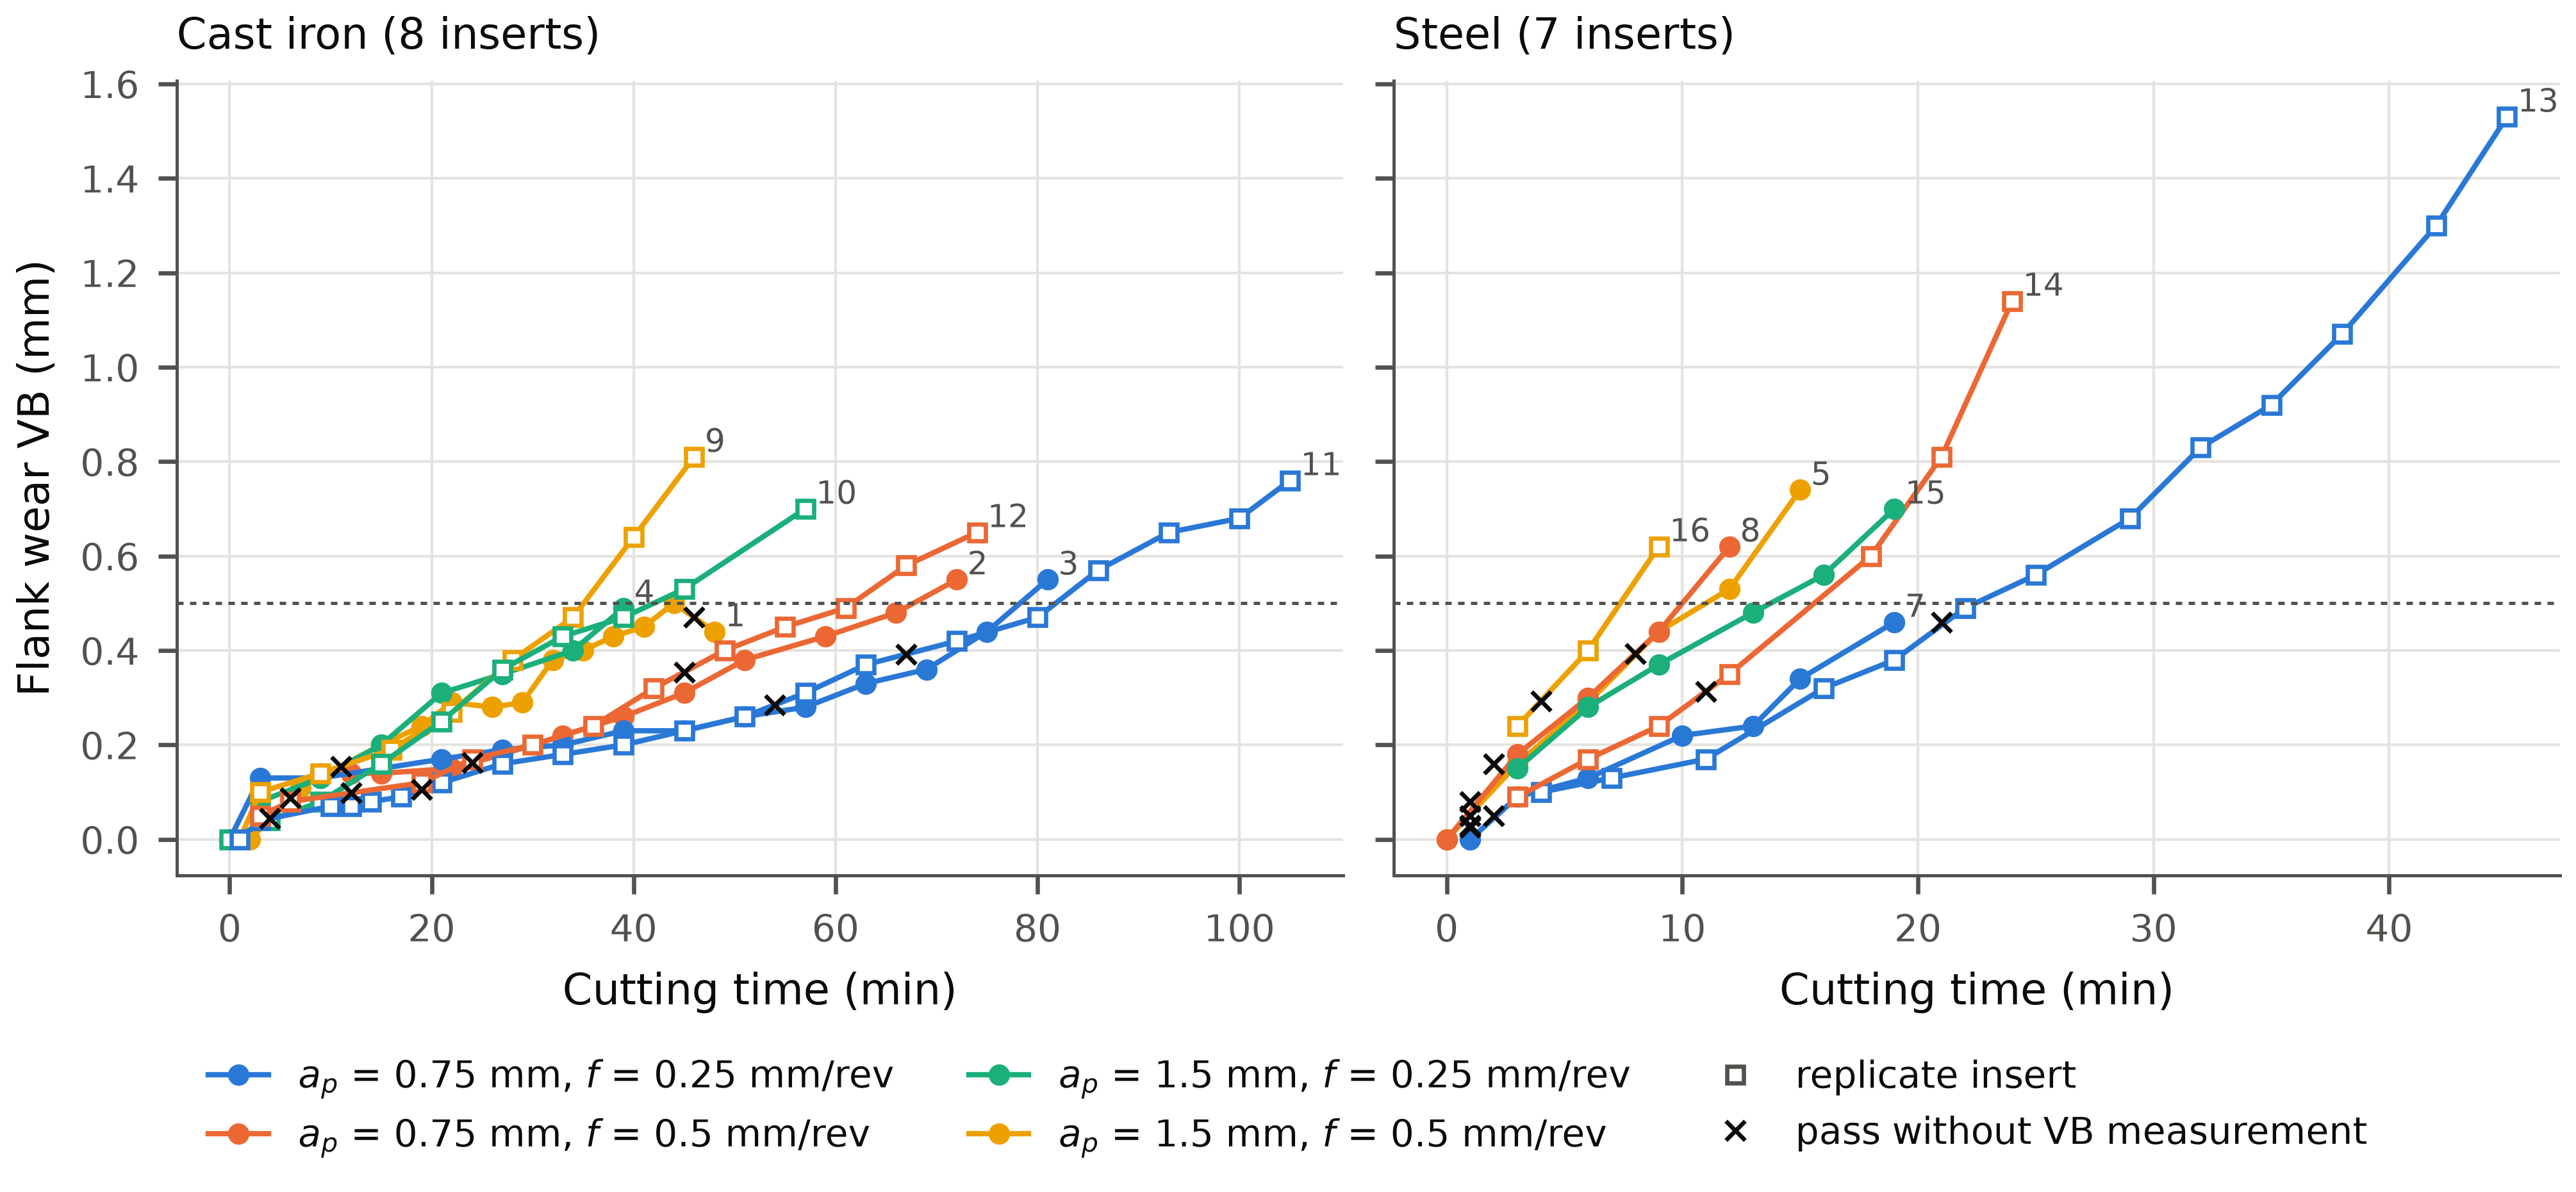 Cast iron (8 inserts)
Steel (7 inserts)
Flank wear VB (mm)
1.6
1.4
1.2
1.0
0.8
0.6
0.4
0.2
0.0
9
10
11
12
2
3
4
1
13
14
5
15
16
8
7
0 20 40 60 80 100
0 10 20 30 40
Cutting time (min)
Cutting time (min)
ap = 0.75 mm, f = 0.25 mm/rev
ap = 0.75 mm, f = 0.5 mm/rev
ap = 1.5 mm, f = 0.25 mm/rev
ap = 1.5 mm, f = 0.5 mm/rev
replicate insert
pass without VB measurement